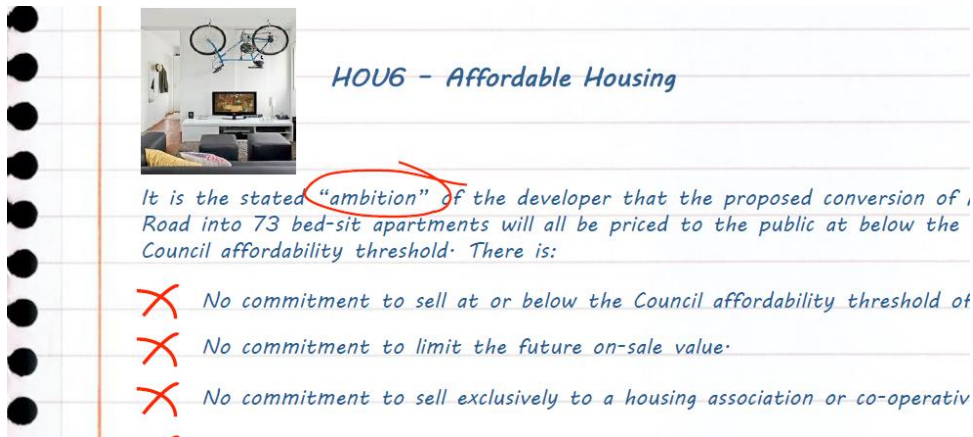 HOU6 - Affordable Housing
It is the stated “ambition” of the developer that the proposed conversion of
Road into 73 bed-sit apartments will all be priced to the public at below the
Council affordability threshold. There is:
No commitment to sell at or below the Council affordability threshold of
No commitment to limit the future on-sale value.
No commitment to sell exclusively to a housing association or co-operativ